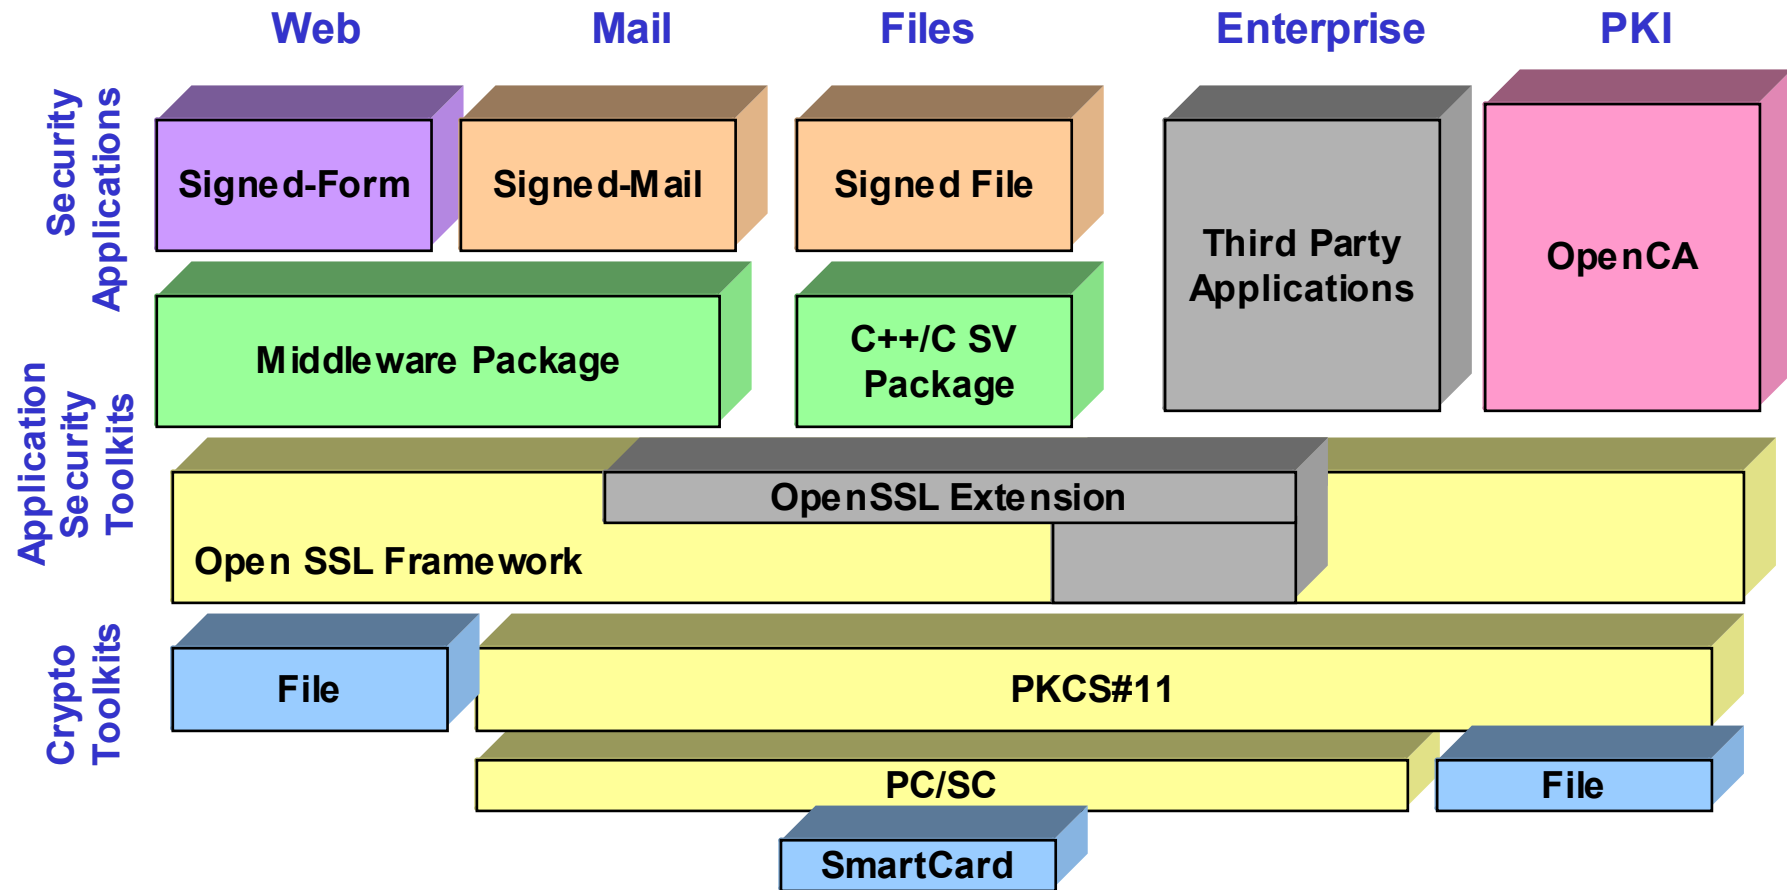 Web
Mail
Files
Enterprise
PKI
Security
Applications
Signed-Form
Signed-Mail
Signed File
Third Party
Applications
OpenCA
Middleware Package
C++/C SV
Package
Application
Security
Toolkits
OpenSSL Extension
Open SSL Framework
Crypto
Toolkits
File
PKCS#11
PC/SC
File
SmartCard